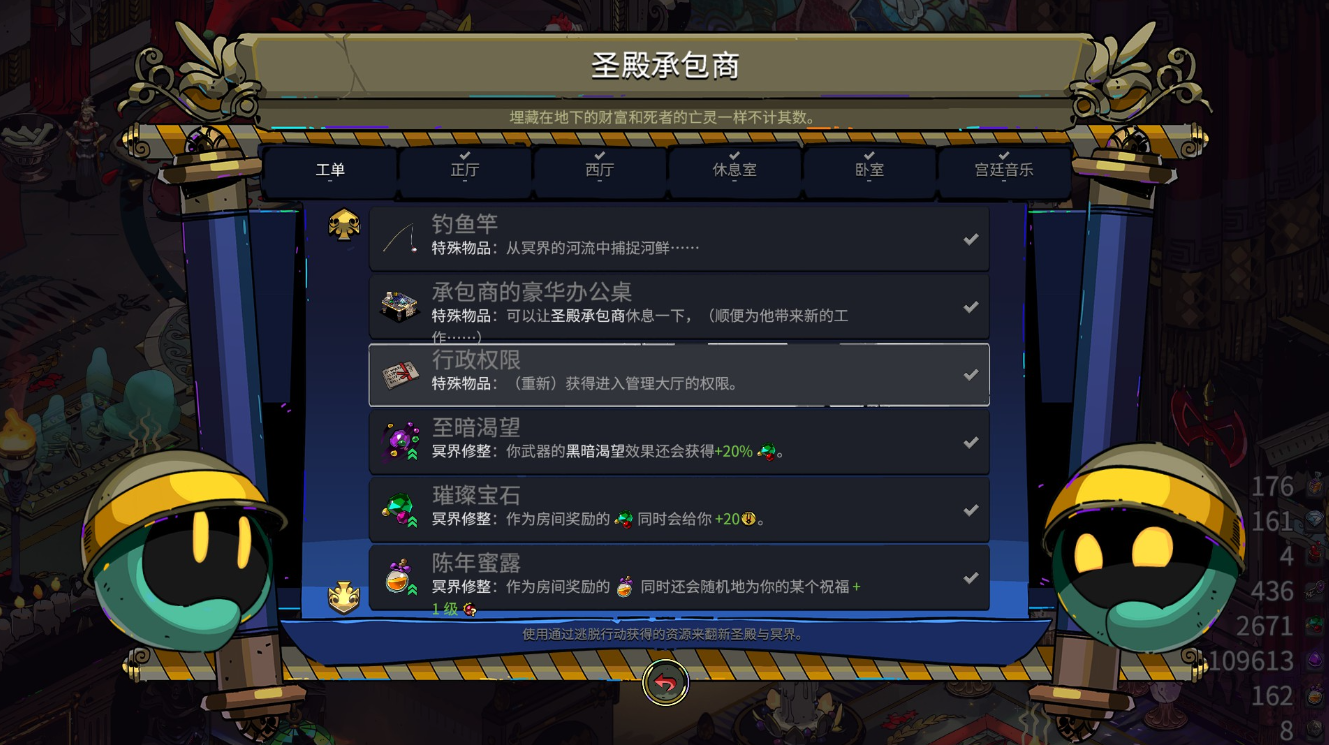 圣殿承包商
埋藏在地下的财富和死者的亡灵一样不计其数。
工单
正厅
西厅
休息室
卧室
宫廷音乐
钓鱼竿
特殊物品：从冥界的河流中捕捉河鲜……
承包商的豪华办公桌
特殊物品：可以让圣殿承包商休息一下，（顺便为他带来新的工
作……）
行政权限
特殊物品：（重新）获得进入管理大厅的权限。
至暗渴望
冥界修整：你武器的黑暗渴望效果还会获得+20% 。
璀璨宝石
冥界修整：作为房间奖励的 同时会给你 +20 。
陈年蜜露
冥界修整：作为房间奖励的 同时还会随机地为你的某个祝福 +
1 级
使用通过逃脱行动获得的资源来翻新圣殿与冥界。
176
161
4
436
2671
109613
162
8